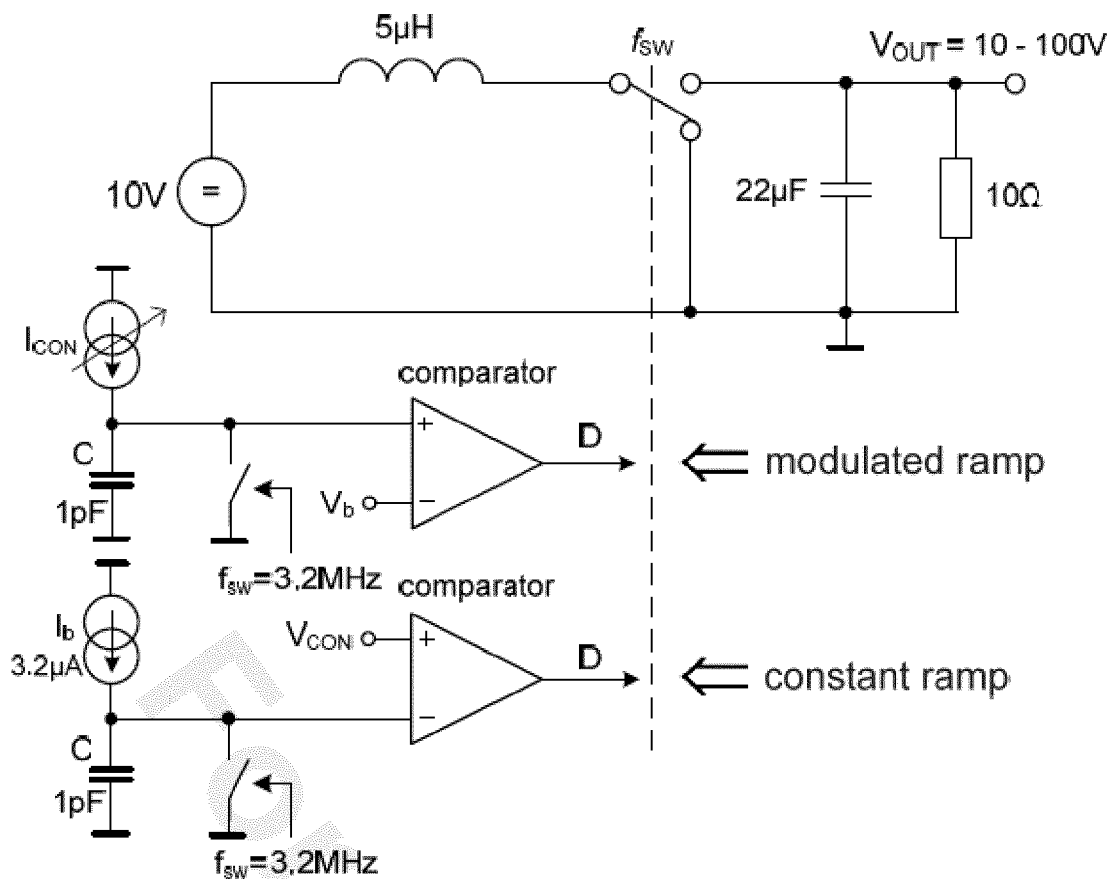 5µH
fSW
VOUT = 10 - 100V
10V
=
22µF
10Ω
ICON
comparator
+
D
modulated ramp
C
1pF
Vb
−
fsw=3,2MHz
comparator
Ib
3.2µA
VCON
+
D
constant ramp
−
C
1pF
fsw=3,2MHz